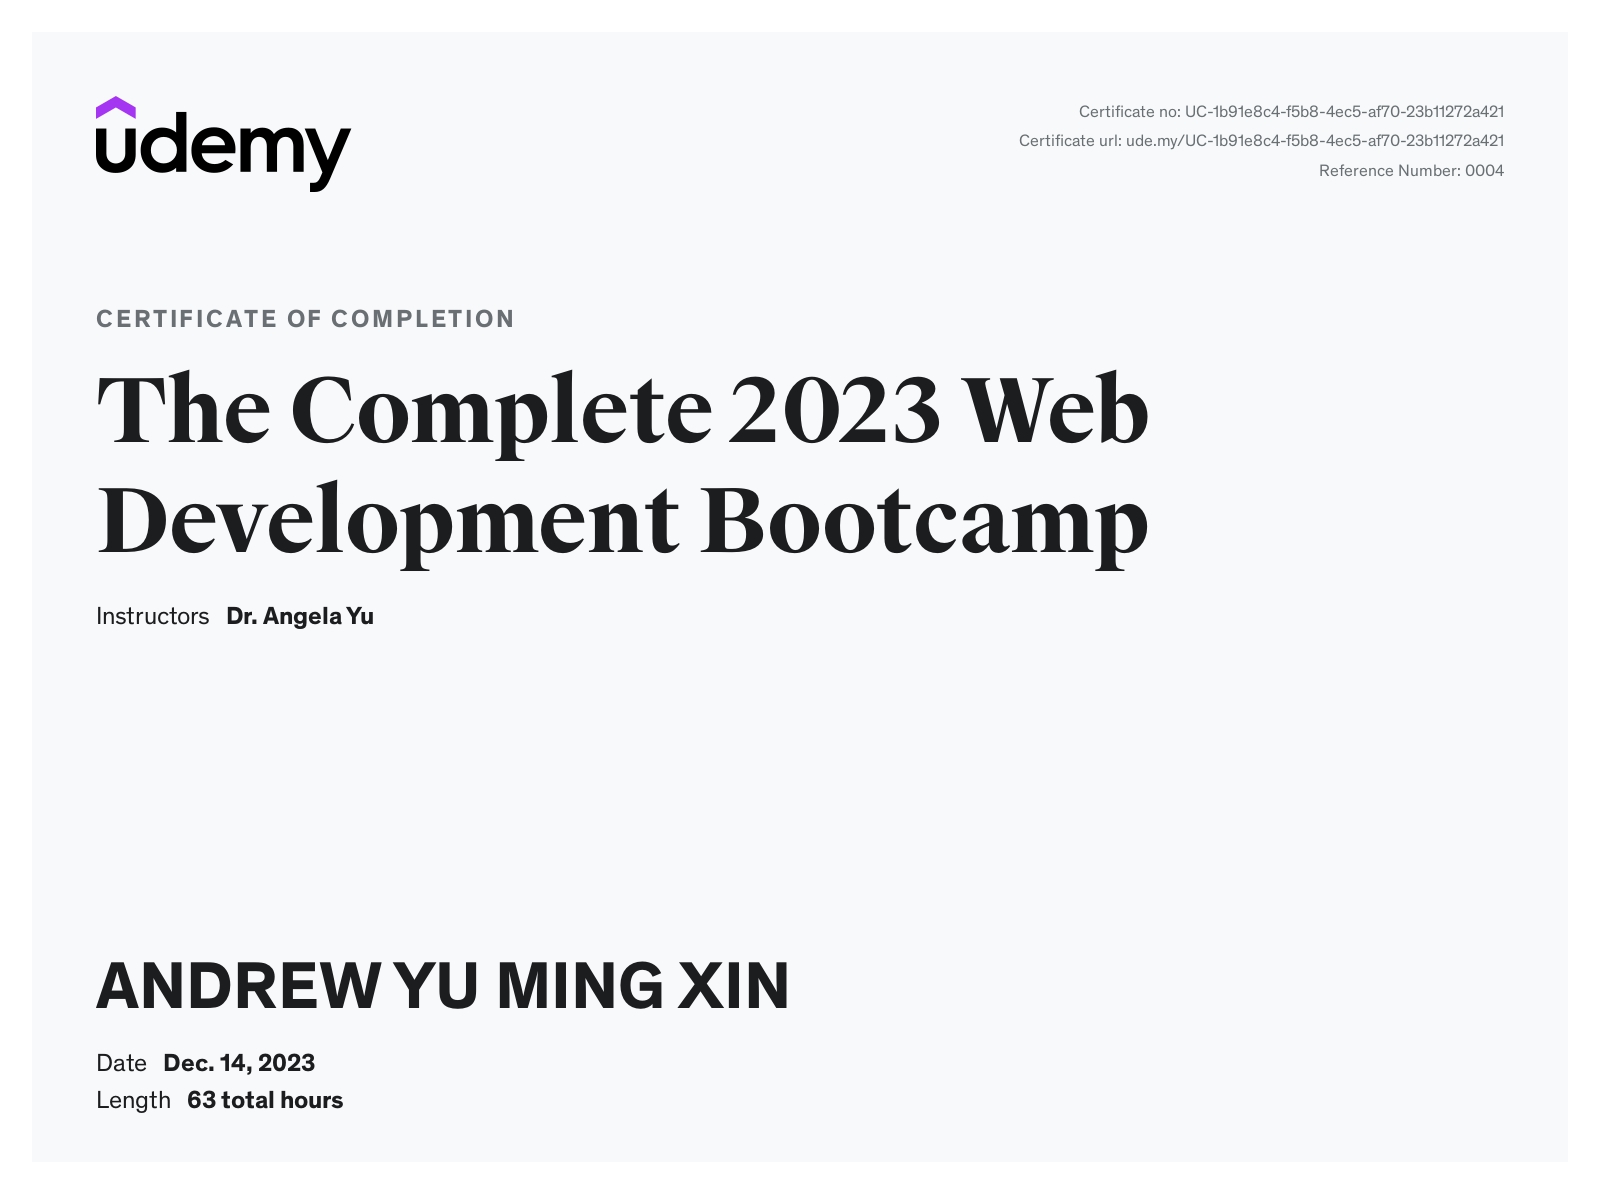 udemy
Certificate no: UC-1b91e8c4-f5b8-4ec5-af70-23b11272a421
Certificate url: ude.my/UC-1b91e8c4-f5b8-4ec5-af70-23b11272a421
Reference Number: 0004
CERTIFICATE OF COMPLETION
The Complete 2023 Web
Development Bootcamp
Instructors Dr. Angela Yu
ANDREW YU MING XIN
Date Dec. 14, 2023
Length 63 total hours